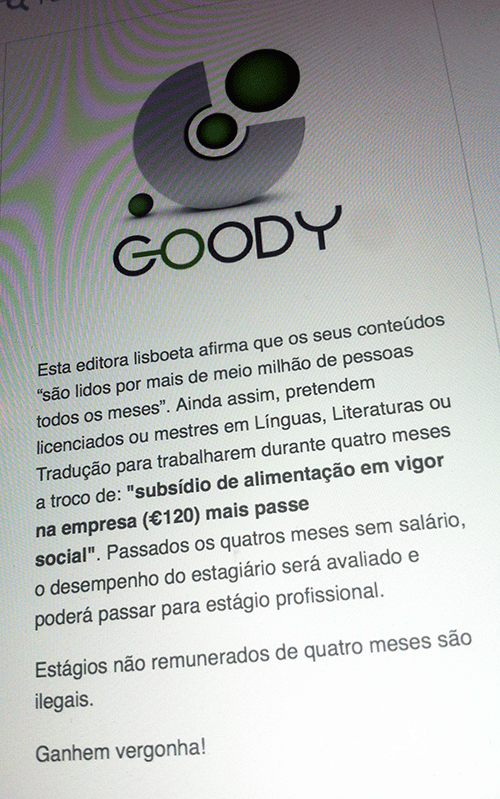 GOODY
Esta editora lisboeta afirma que os seus conteúdos
“são lidos por mais de meio milhão de pessoas
todos os meses”. Ainda assim, pretendem
licenciados ou mestres em Línguas, Literaturas ou
Tradução para trabalharem durante quatro meses
a troco de: "subsídio de alimentação em vigor
na empresa (€120) mais passe
social". Passados os quatros meses sem salário,
o desempenho do estagiário será avaliado e
poderá passar para estágio profissional.
Estágios não remunerados de quatro meses são
ilegais.
Ganhem vergonha!